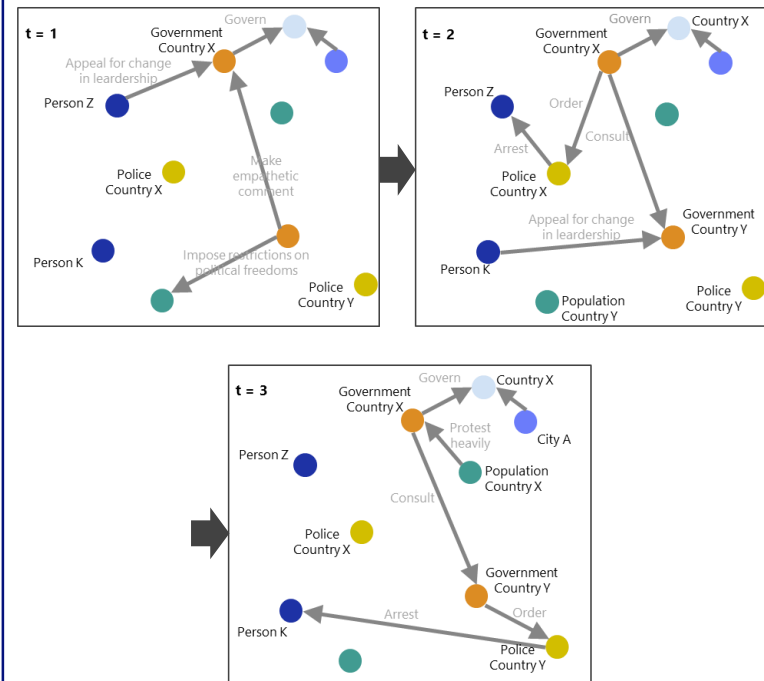 t = 1
Govern
Government
Country X
Appeal for change
in leardership
Person Z
Police
Country X
Make
empathetic
comment
Person K
Impose restrictions on
political freedoms
Police
Country Y
t = 2
Govern
Country X
Government
Country X
Person Z
Order
Consult
Arrest
Police
Country X
Appeal for change
in leardership
Government
Country Y
Person K
Population
Country Y
Police
Country Y
t = 3
Govern
Country X
Government
Country X
Protest
heavily
City A
Person Z
Population
Country X
Consult
Police
Country X
Government
Country Y
Arrest
Order
Person K
Police
Country Y